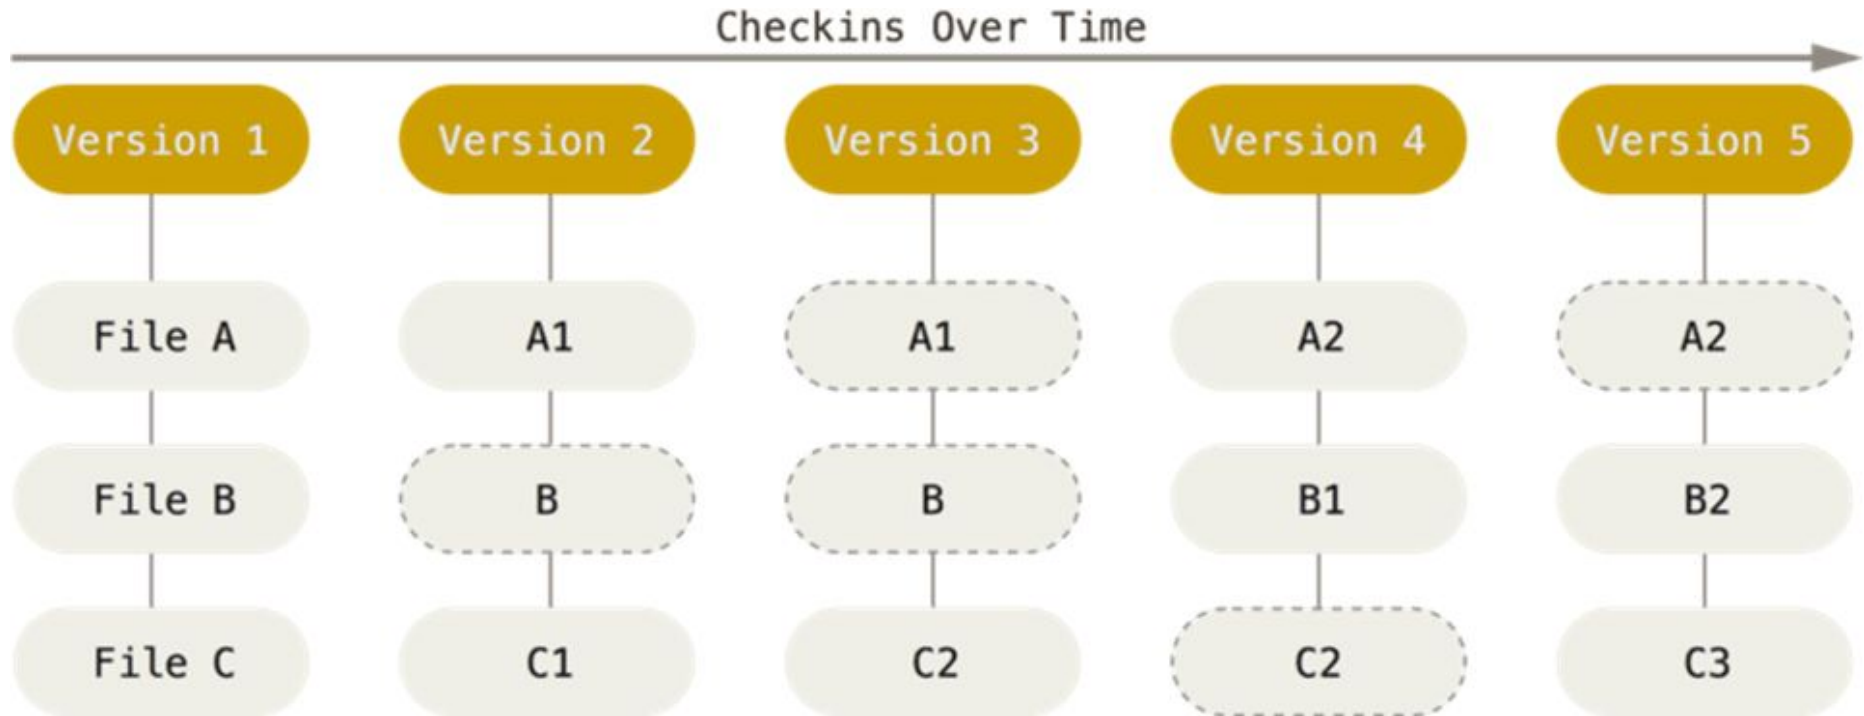 Checkins Over Time
Version 1 Version 2 Version 3 Version 4 Version 5
File A A1 A1 A2 A2
File B B B B1 B2
File C C1 C2 C2 C3